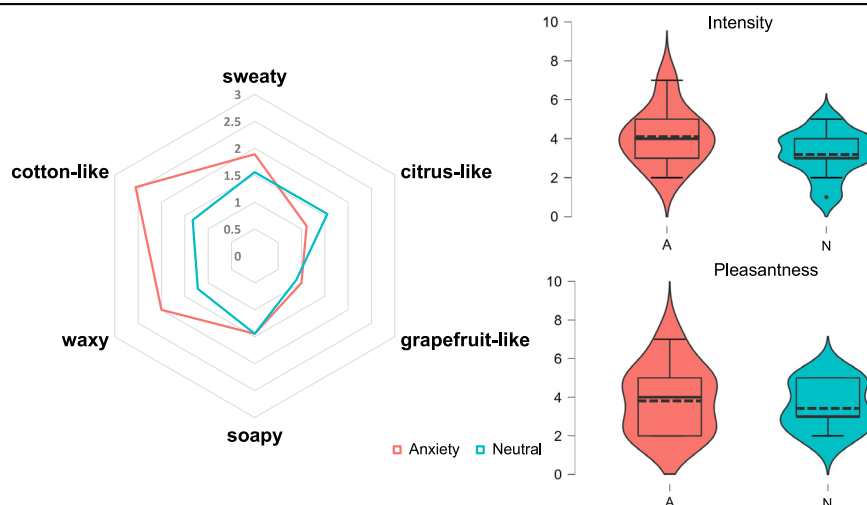 sweaty
3
2.5
2
1.5
1
0.5
0
cotton-like
citrus-like
waxy
grapefruit-like
soapy
Anxiety
Neutral
Intensity
10
8
6
4
2
0
A
N
Pleasantness
10
8
6
4
2
0
A
N